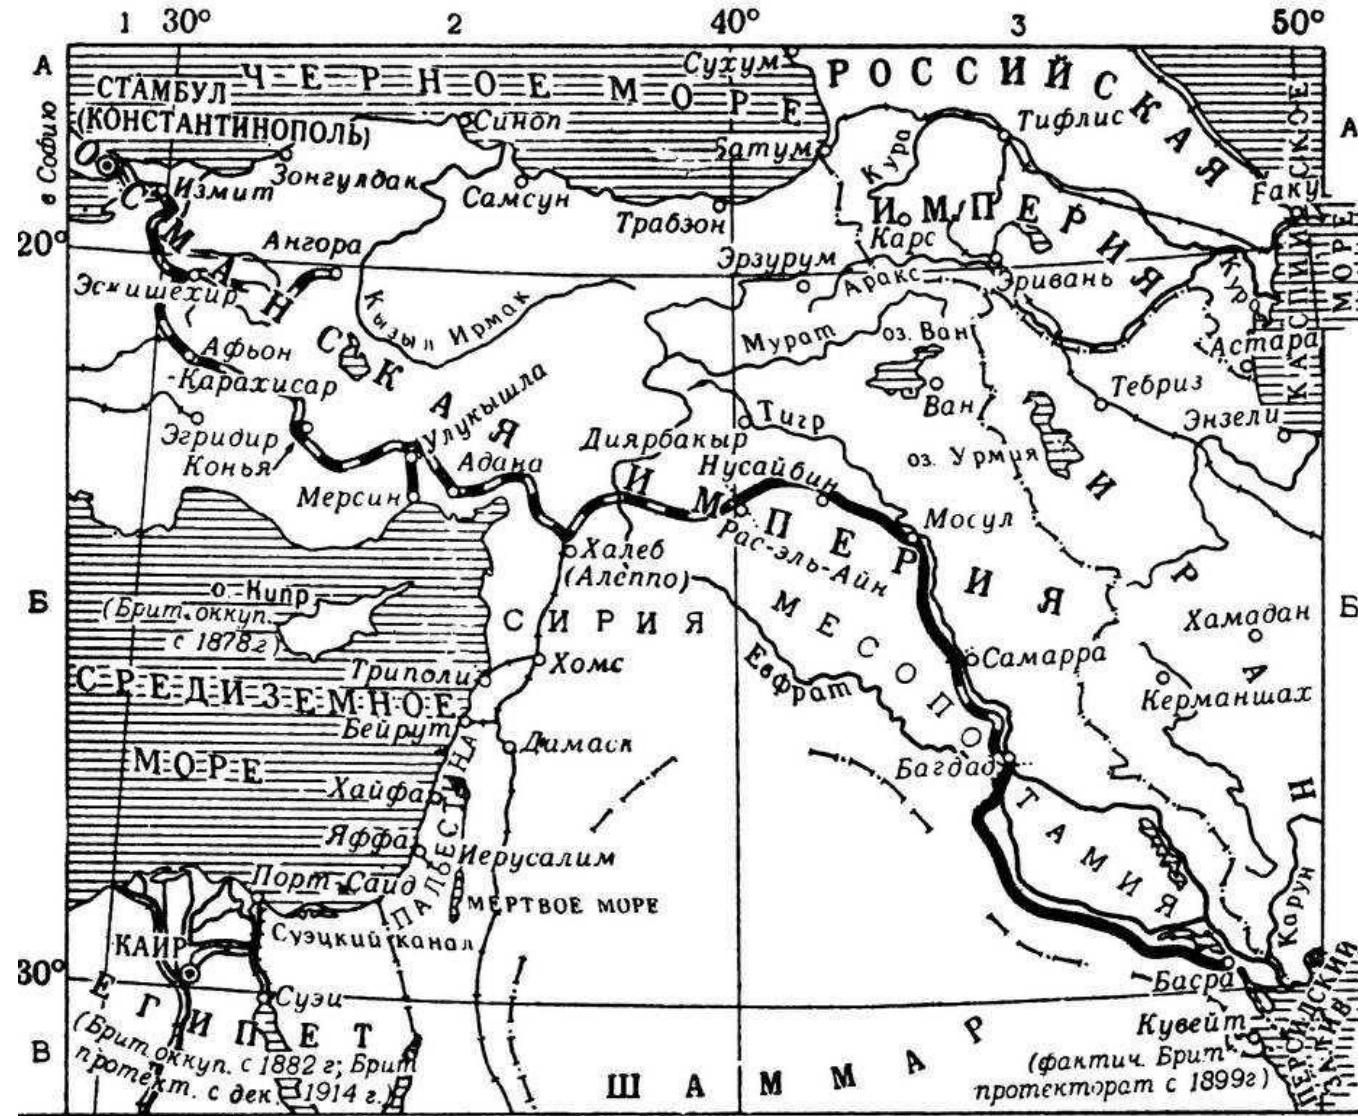 1 30° 2 40° 3 50°
А
А
Б
Б
В
20°
30°
ЧЕРНОЕ МОРЕ
СТАМБУЛ
(КОНСТАНТИНОПОЛЬ)
в Софию
Сухум
РОССИЙСКАЯ
ИМПЕРИЯ
Синоп
Батум
Кура
Тифлис
Баку
Измит
Зонгулдак
Самсун
Трабзон
Карс
КАСПИЙСКОЕ
МОРЕ
ОСМАНСКАЯ
ИМПЕРИЯ
Ангора
Эрзурум
Аракс
Эривань
Кура
Эскишехир
Кызыл Ирмак
Мурат
оз. Ван
Астара
Афьон
-Карахисар
Улукышла
Ван
Тебриз
Энзели
Эгридир
Конья
Адана
Диярбакыр
Тигр
Нусайбин
оз. Урмия
ИРАН
Мерсин
Мосул
Рас-эль-Айн
Халеб
(Алеппо)
о. Кипр
(Брит. оккуп.
с 1878г)
СИРИЯ
МЕСОПОТАМИЯ
Хамадан
Евфрат
Самарра
Хомс
Триполи
Керманшах
СРЕДИЗЕМНОЕ
МОРЕ
Бейрут
Дамаск
Багдад
Хайфа
ПАЛЕСТИНА
Яффа
Иерусалим
Порт-Саид
МЕРТВОЕ МОРЕ
Карун
КАИР
Суэцкий канал
Суэц
Басра
ЕГИПЕТ
(Брит. оккуп. с 1882 г; Брит
протект. с дек. 1914 г.)
Кувейт
(фактич. Брит
протекторат с 1899г)
ПЕРСИДСКИЙ
ЗАЛИВ
ШАММАР